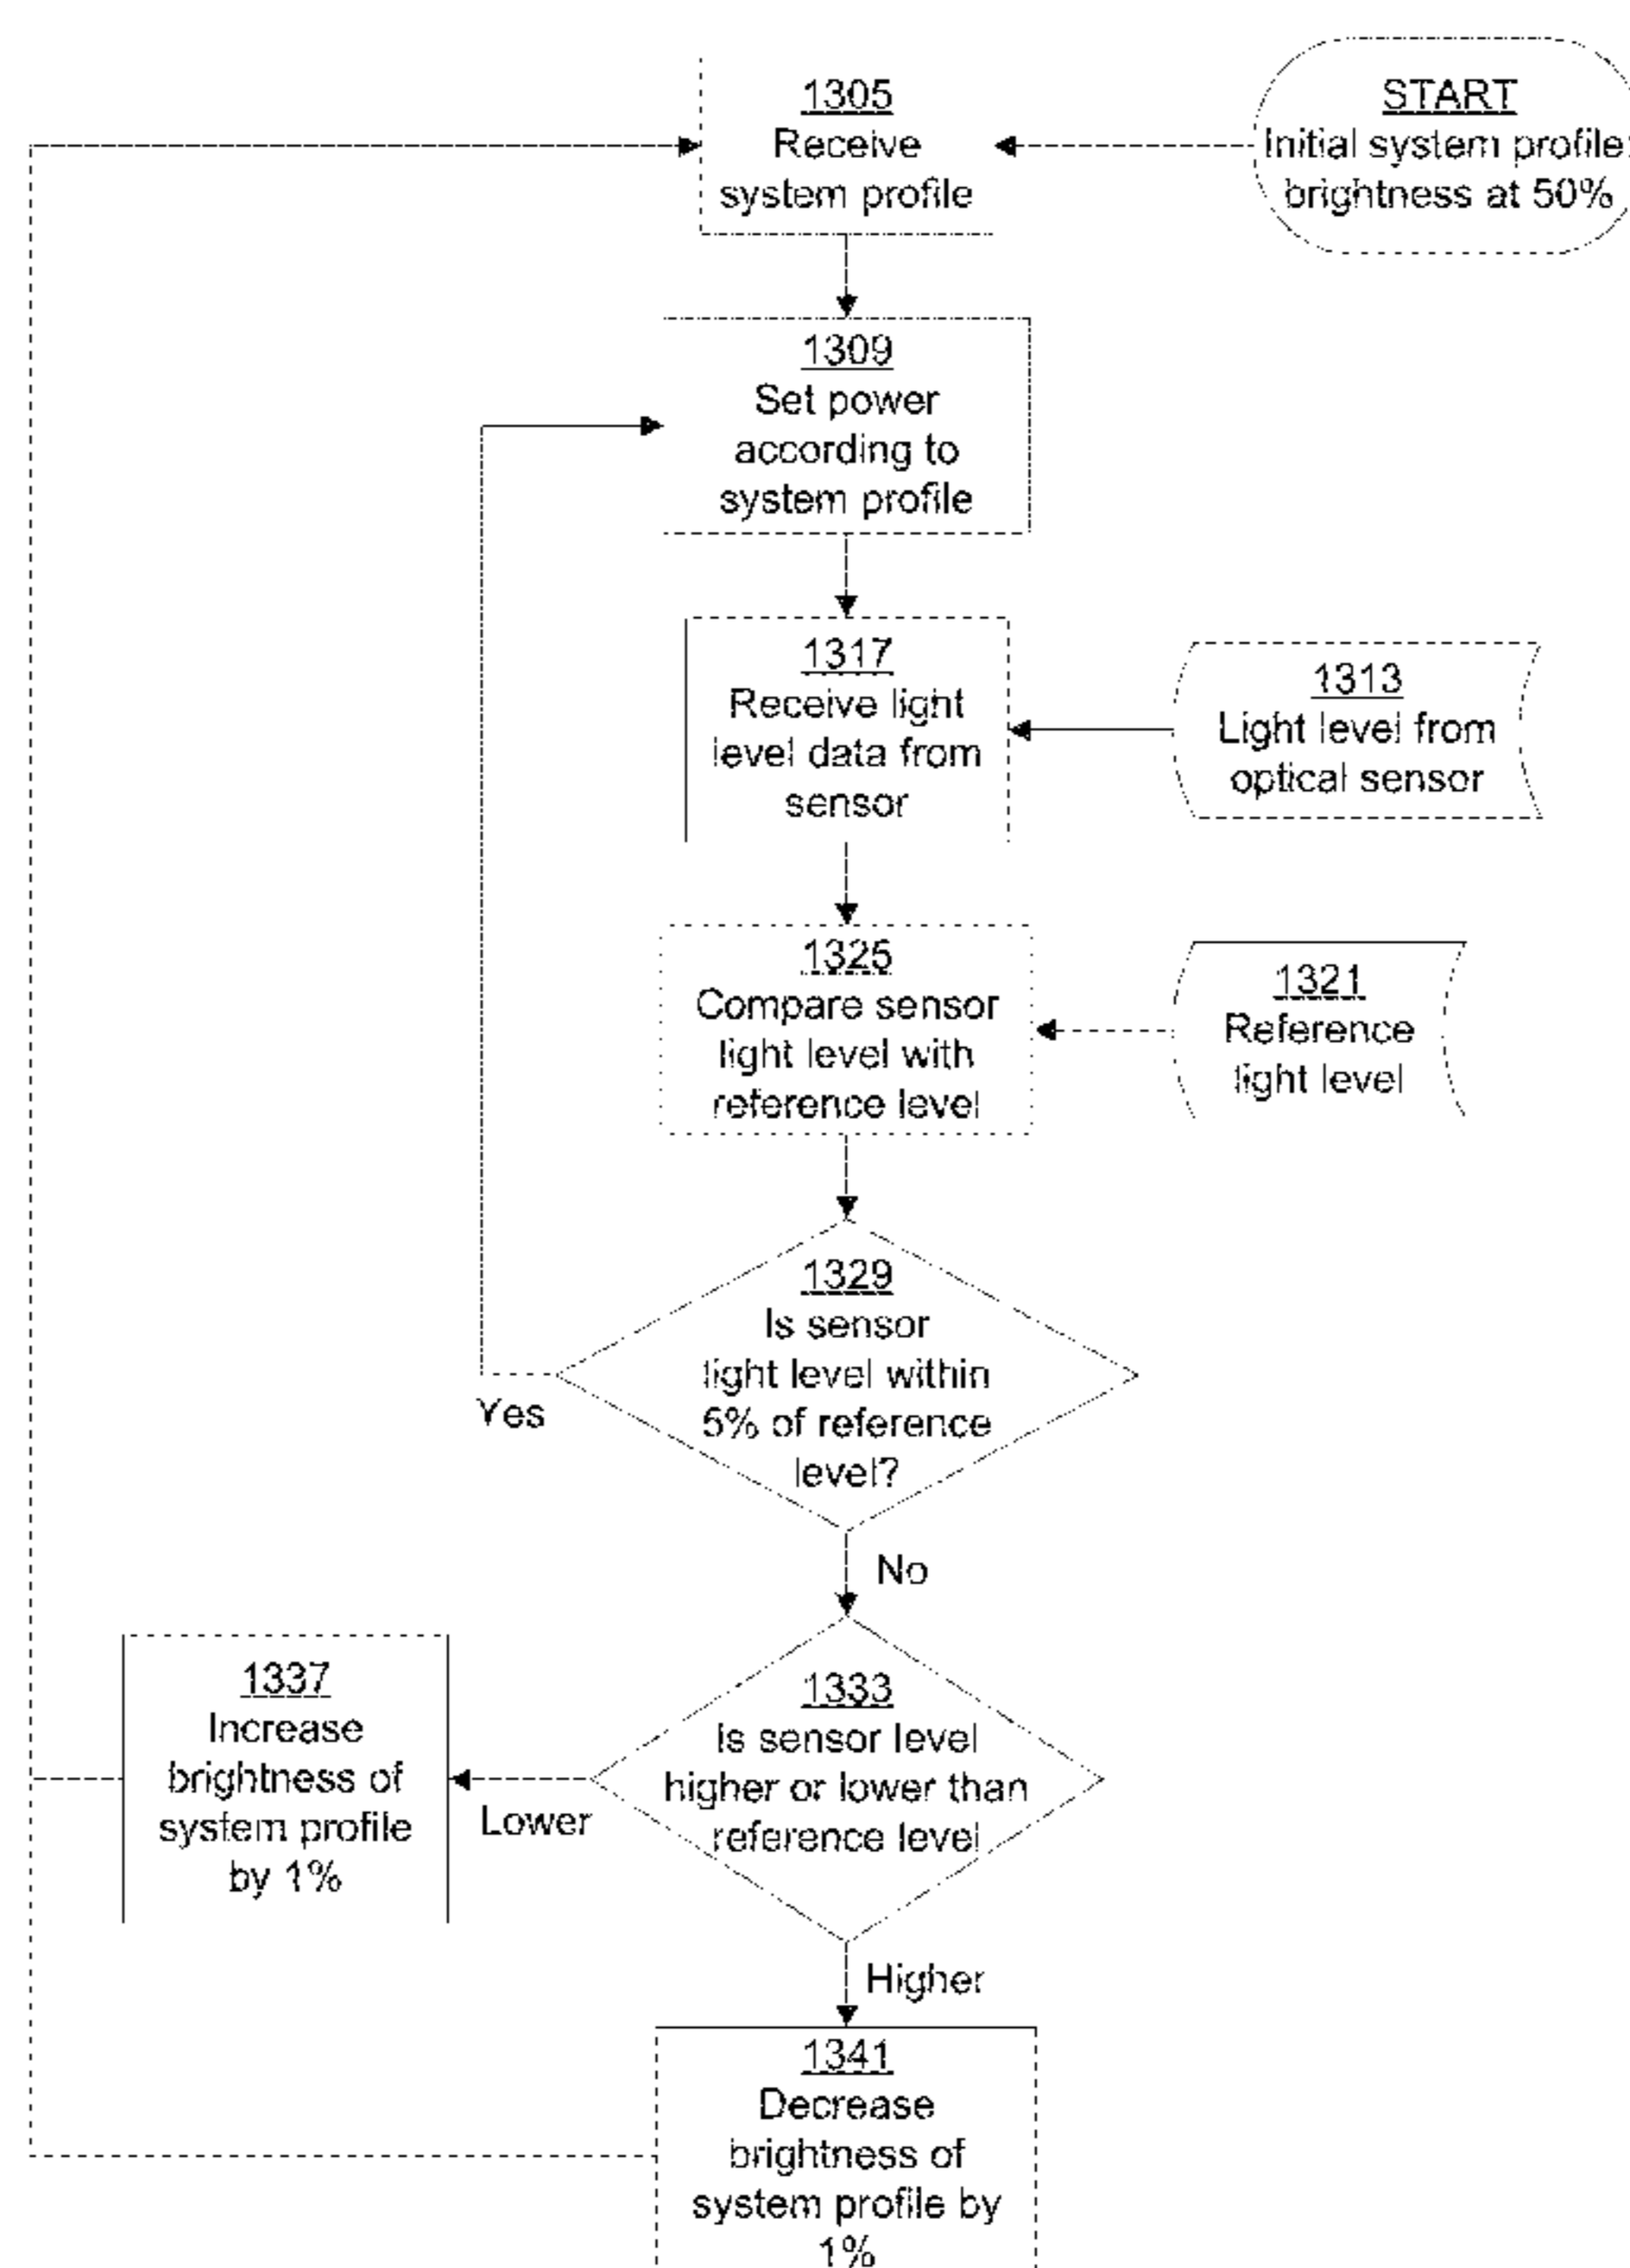 1305
Receive
system profile
START
Initial system profile:
brightness at 50%
1309
Set power
according to
system profile
1317
Receive light
level data from
sensor
1313
Light level from
optical sensor
1325
Compare sensor
light level with
reference level
1321
Reference
light level
1329
Is sensor
light level within
5% of reference
level?
Yes
No
1333
Is sensor level
higher or lower than
reference level
Lower
1337
Increase
brightness of
system profile
by 1%
Higher
1341
Decrease
brightness of
system profile by
1%